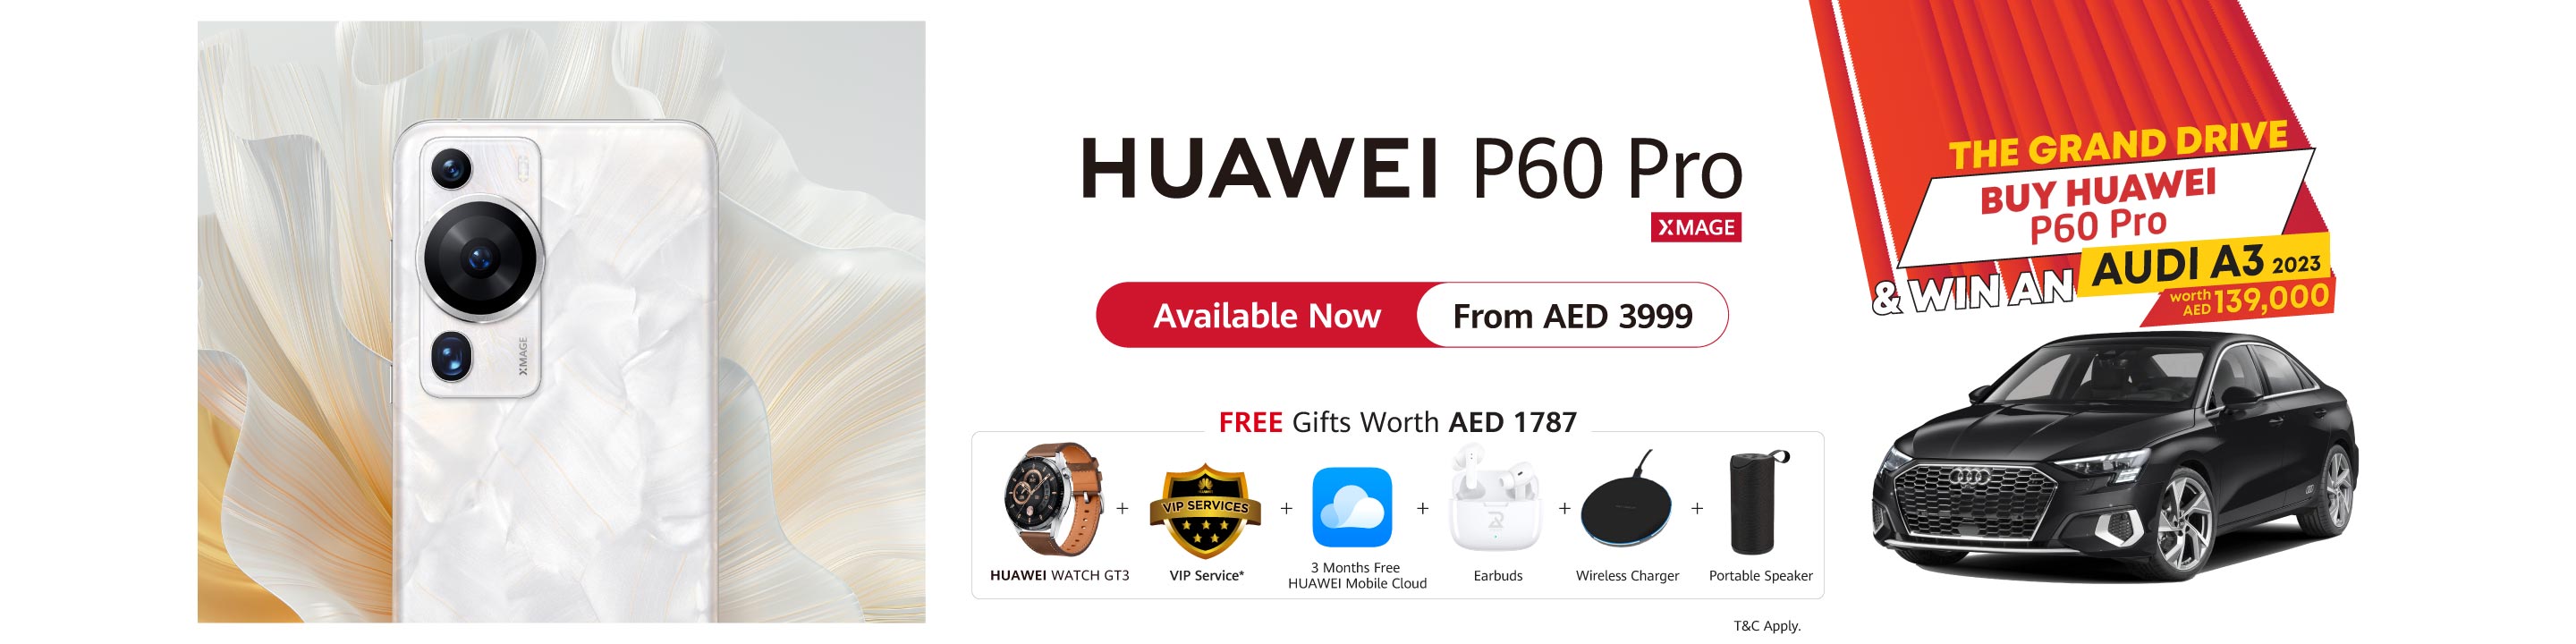 XMAGE
HUAWEI P60 Pro
XMAGE
Available Now From AED 3999
FREE Gifts Worth AED 1787
VIP SERVICES
HUAWEI WATCH GT3
+
VIP Service*
+
3 Months Free
HUAWEI Mobile Cloud
+
Earbuds
+
Wireless Charger
+
Portable Speaker
T&C Apply.
THE GRAND DRIVE
BUY HUAWEI
P60 Pro
& WIN AN AUDI A3 2023
worth
AED 139,000